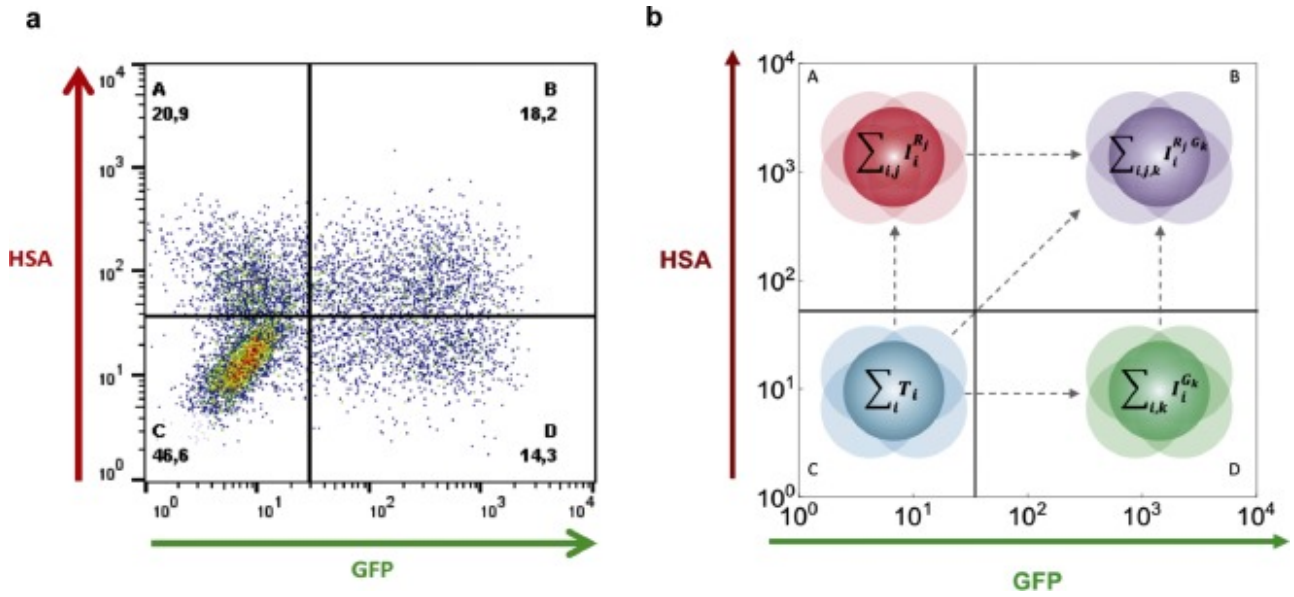 a
HSA
10⁴
10³
10²
10¹
10⁰
A
20,9
B
18,2
C
46,6
D
14,3
10⁰ 10¹ 10² 10³ 10⁴
GFP
b
HSA
10⁴
10³
10²
10¹
10⁰
A
B
∑i,j Iᵢ^{Rⱼ}
∑i,j,k Iᵢ^{Rⱼ Gₖ}
∑i Tᵢ
∑i,k Iᵢ^{Gₖ}
C
D
10⁰ 10¹ 10² 10³ 10⁴
GFP